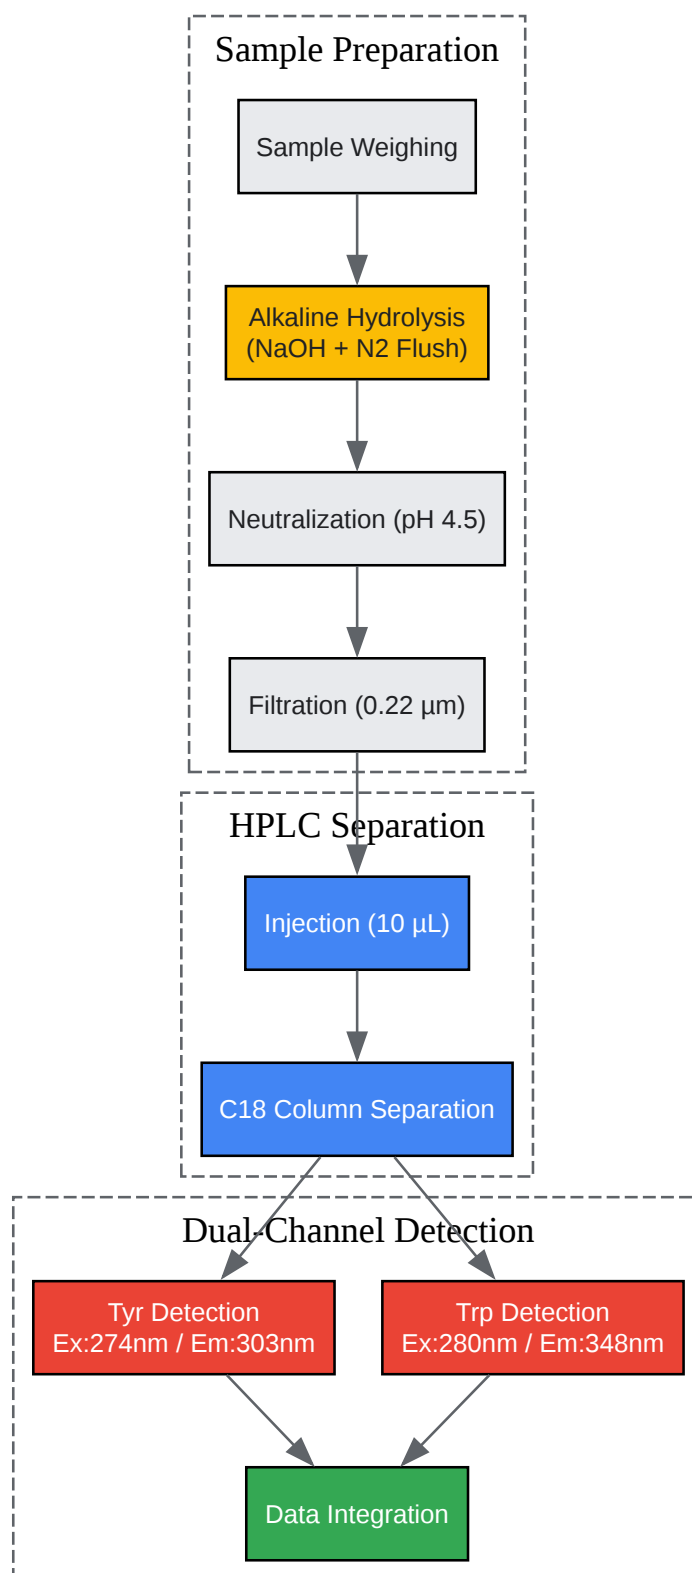 Sample Preparation
Sample Weighing
Alkaline Hydrolysis
(NaOH + N2 Flush)
Neutralization (pH 4.5)
Filtration (0.22 µm)
HPLC Separation
Injection (10 µL)
C18 Column Separation
Dual-Channel Detection
Tyr Detection
Ex:274nm / Em:303nm
Trp Detection
Ex:280nm / Em:348nm
Data Integration